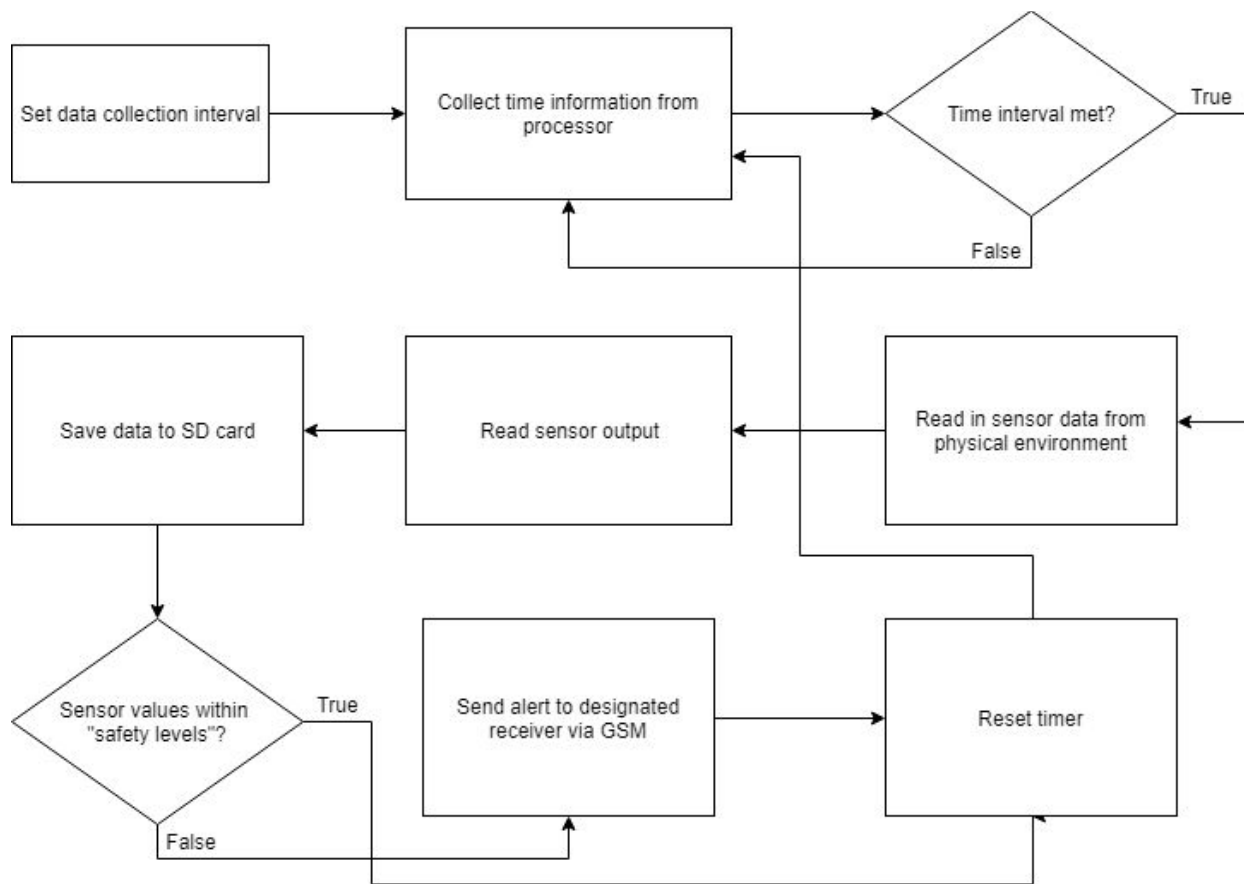 Set data collection interval
Collect time information from
processor
Time interval met?
True
False
Save data to SD card
Read sensor output
Read in sensor data from
physical environment
Sensor values within
"safety levels"?
True
Send alert to designated
receiver via GSM
Reset timer
False